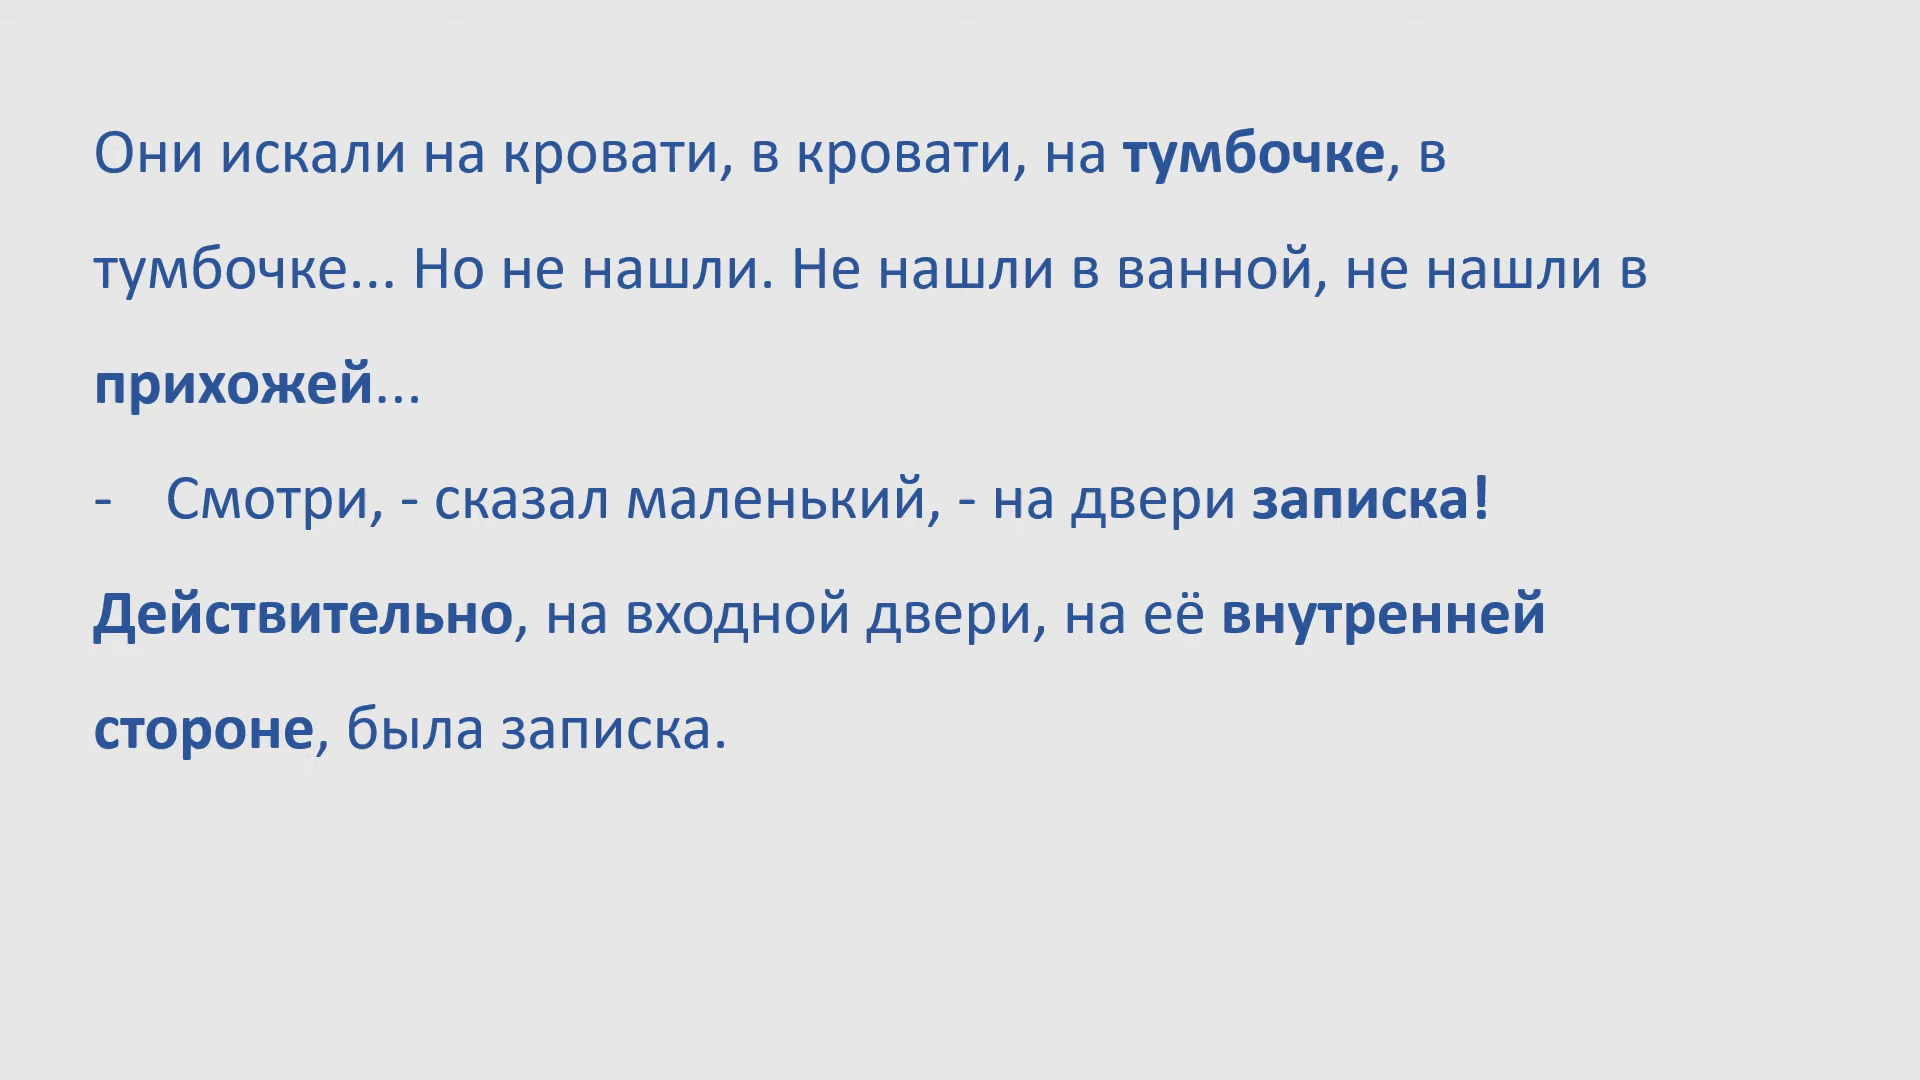 Они искали на кровати, в кровати, на тумбочке, в
тумбочке... Но не нашли. Не нашли в ванной, не нашли в
прихожей...
- Смотри, - сказал маленький, - на двери записка!
Действительно, на входной двери, на её внутренней
стороне, была записка.